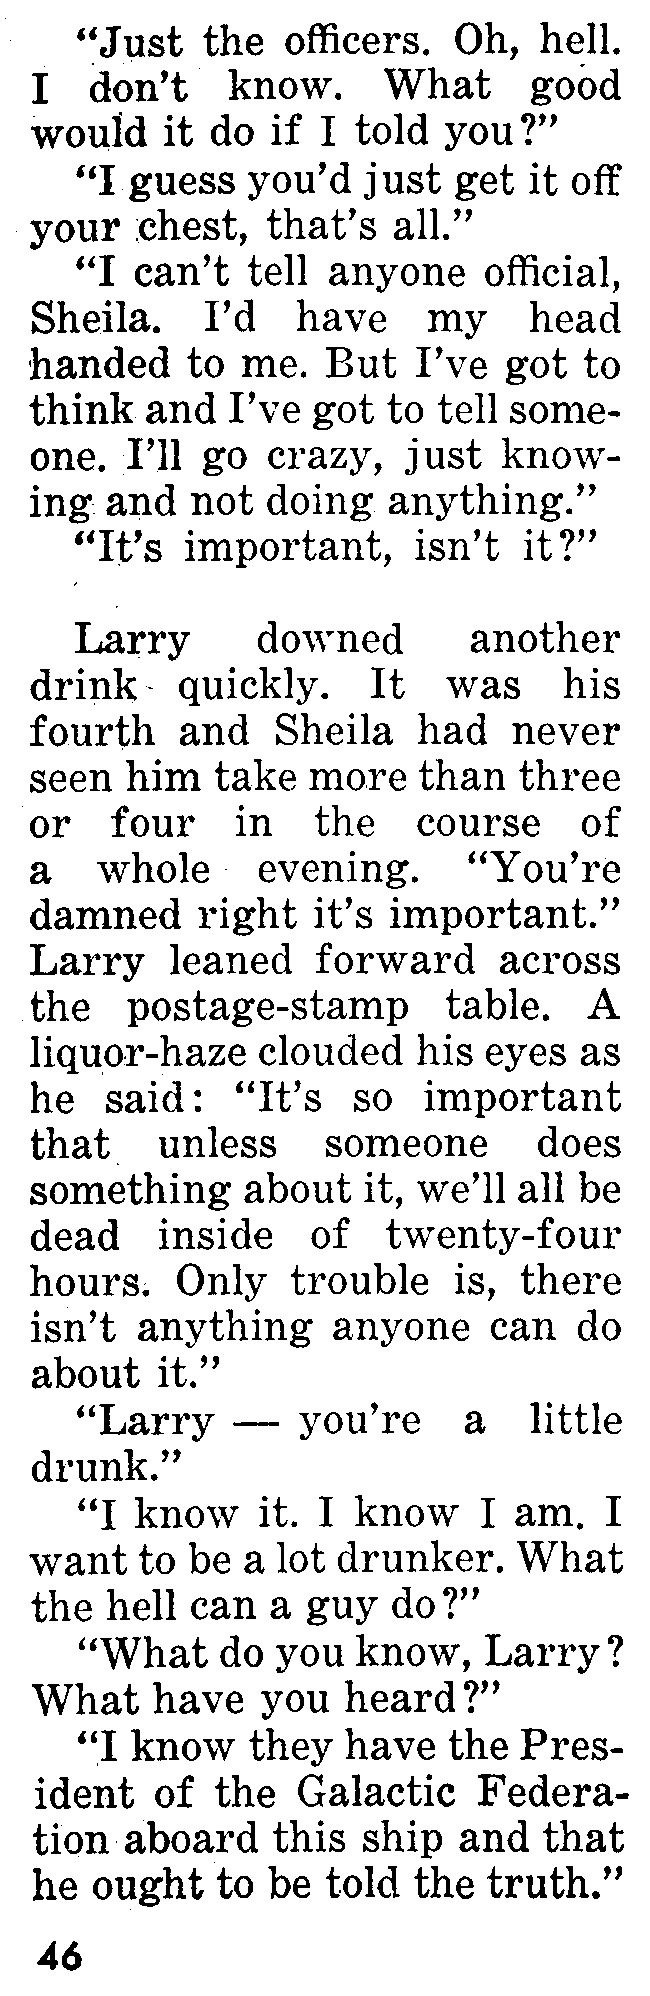 “Just the officers. Oh, hell.
I don’t know. What good
would it do if I told you?”
“I guess you’d just get it off
your chest, that’s all.”
“I can’t tell anyone official,
Sheila. I’d have my head
handed to me. But I’ve got to
think and I’ve got to tell some-
one. I’ll go crazy, just know-
ing and not doing anything.”
“It’s important, isn’t it?”
Larry downed another
drink quickly. It was his
fourth and Sheila had never
seen him take more than three
or four in the course of
a whole evening. “You’re
damned right it’s important.”
Larry leaned forward across
the postage-stamp table. A
liquor-haze clouded his eyes as
he said: “It’s so important
that unless someone does
something about it, we’ll all be
dead inside of twenty-four
hours. Only trouble is, there
isn’t anything anyone can do
about it.”
“Larry — you’re a little
drunk.”
“I know it. I know I am. I
want to be a lot drunker. What
the hell can a guy do?”
“What do you know, Larry?
What have you heard?”
“I know they have the Pres-
ident of the Galactic Federa-
tion aboard this ship and that
he ought to be told the truth.”
46